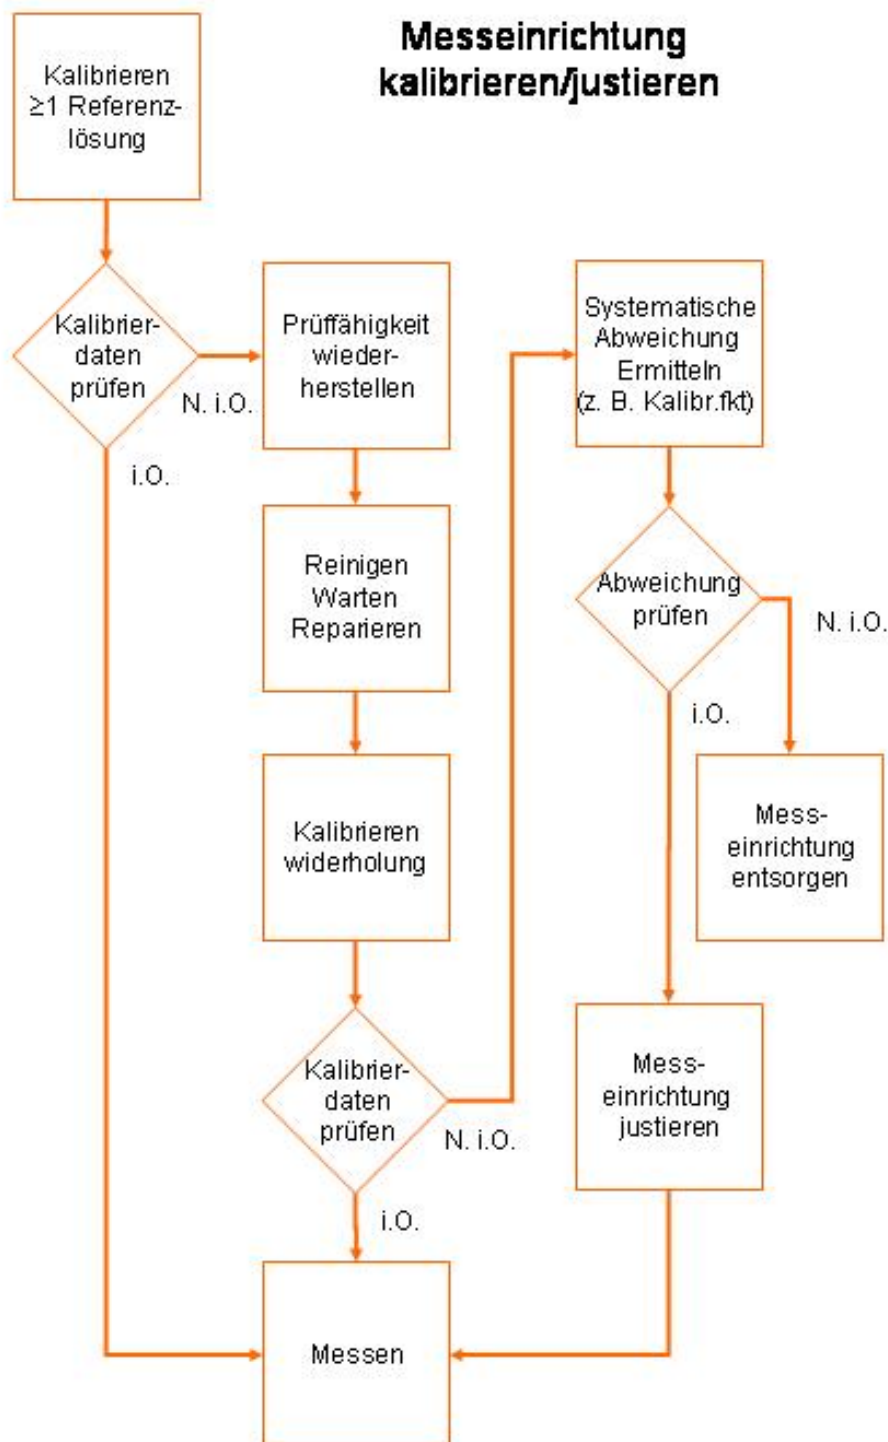 Messeinrichtung
kalibrieren/justieren
Kalibrieren
≥1 Referenz-
lösung
Kalibrier-
daten
prüfen
N. i.O.
i.O.
Prüffähigkeit
wieder-
herstellen
Reinigen
Warten
Reparieren
Kalibrieren
widerholung
Kalibrier-
daten
prüfen
N. i.O.
i.O.
Messen
Systematische
Abweichung
Ermitteln
(z. B. Kalibr.fkt)
Abweichung
prüfen
N. i.O.
i.O.
Mess-
einrichtung
entsorgen
Mess-
einrichtung
justieren